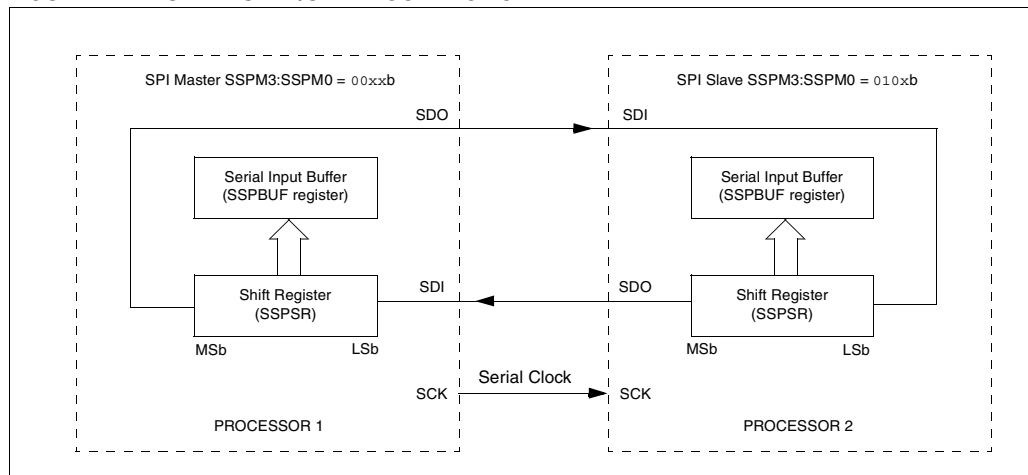 SPI Master SSPM3:SSPM0 = 00xxb
SPI Slave SSPM3:SSPM0 = 010xb
SDO
SDI
Serial Input Buffer
(SSPBUF register)
Serial Input Buffer
(SSPBUF register)
Shift Register
(SSPSR)
SDI
SDO
Shift Register
(SSPSR)
MSb
LSb
MSb
LSb
SCK
Serial Clock
SCK
PROCESSOR 1
PROCESSOR 2